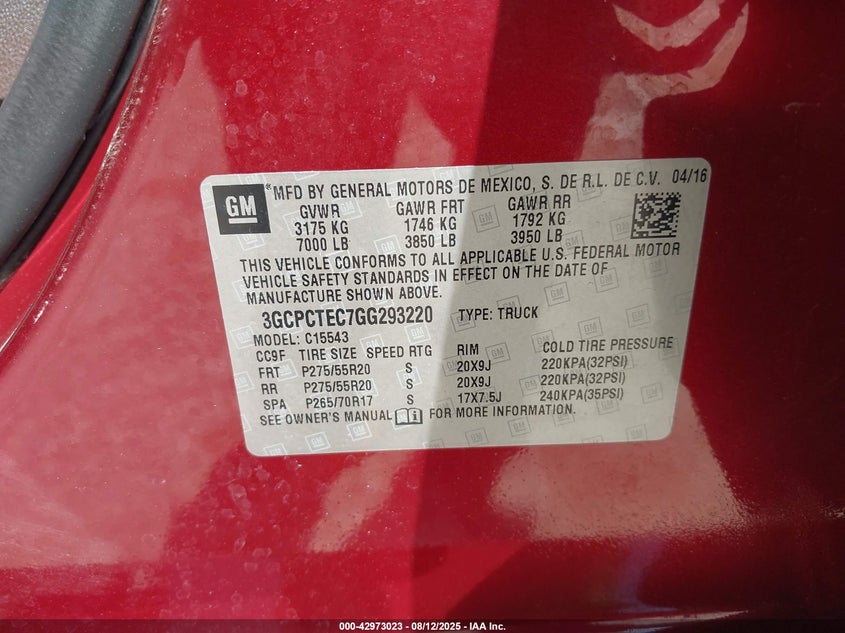 GM *MFD BY GENERAL MOTORS DE MEXICO, S. DE R.L. DE C.V. 04/16
GVWR GAWR FRT GAWR RR
3175 KG 1746 KG 1792 KG
7000 LB 3850 LB 3950 LB
THIS VEHICLE CONFORMS TO ALL APPLICABLE U.S. FEDERAL MOTOR
VEHICLE SAFETY STANDARDS IN EFFECT ON THE DATE OF
MANUFACTURE SHOWN ABOVE.
3GCPCTEC7GG293220 TYPE: TRUCK
MODEL: C15543
CC9F TIRE SIZE SPEED RTG RIM COLD TIRE PRESSURE
FRT P275/55R20 S 20X9J 220KPA(32PSI)
RR P275/55R20 S 20X9J 220KPA(32PSI)
SPA P265/70R17 S 17X7.5J 240KPA(35PSI)
SEE OWNER'S MANUAL FOR MORE INFORMATION.
000-42973023 - 08/12/2025 - IAA Inc.